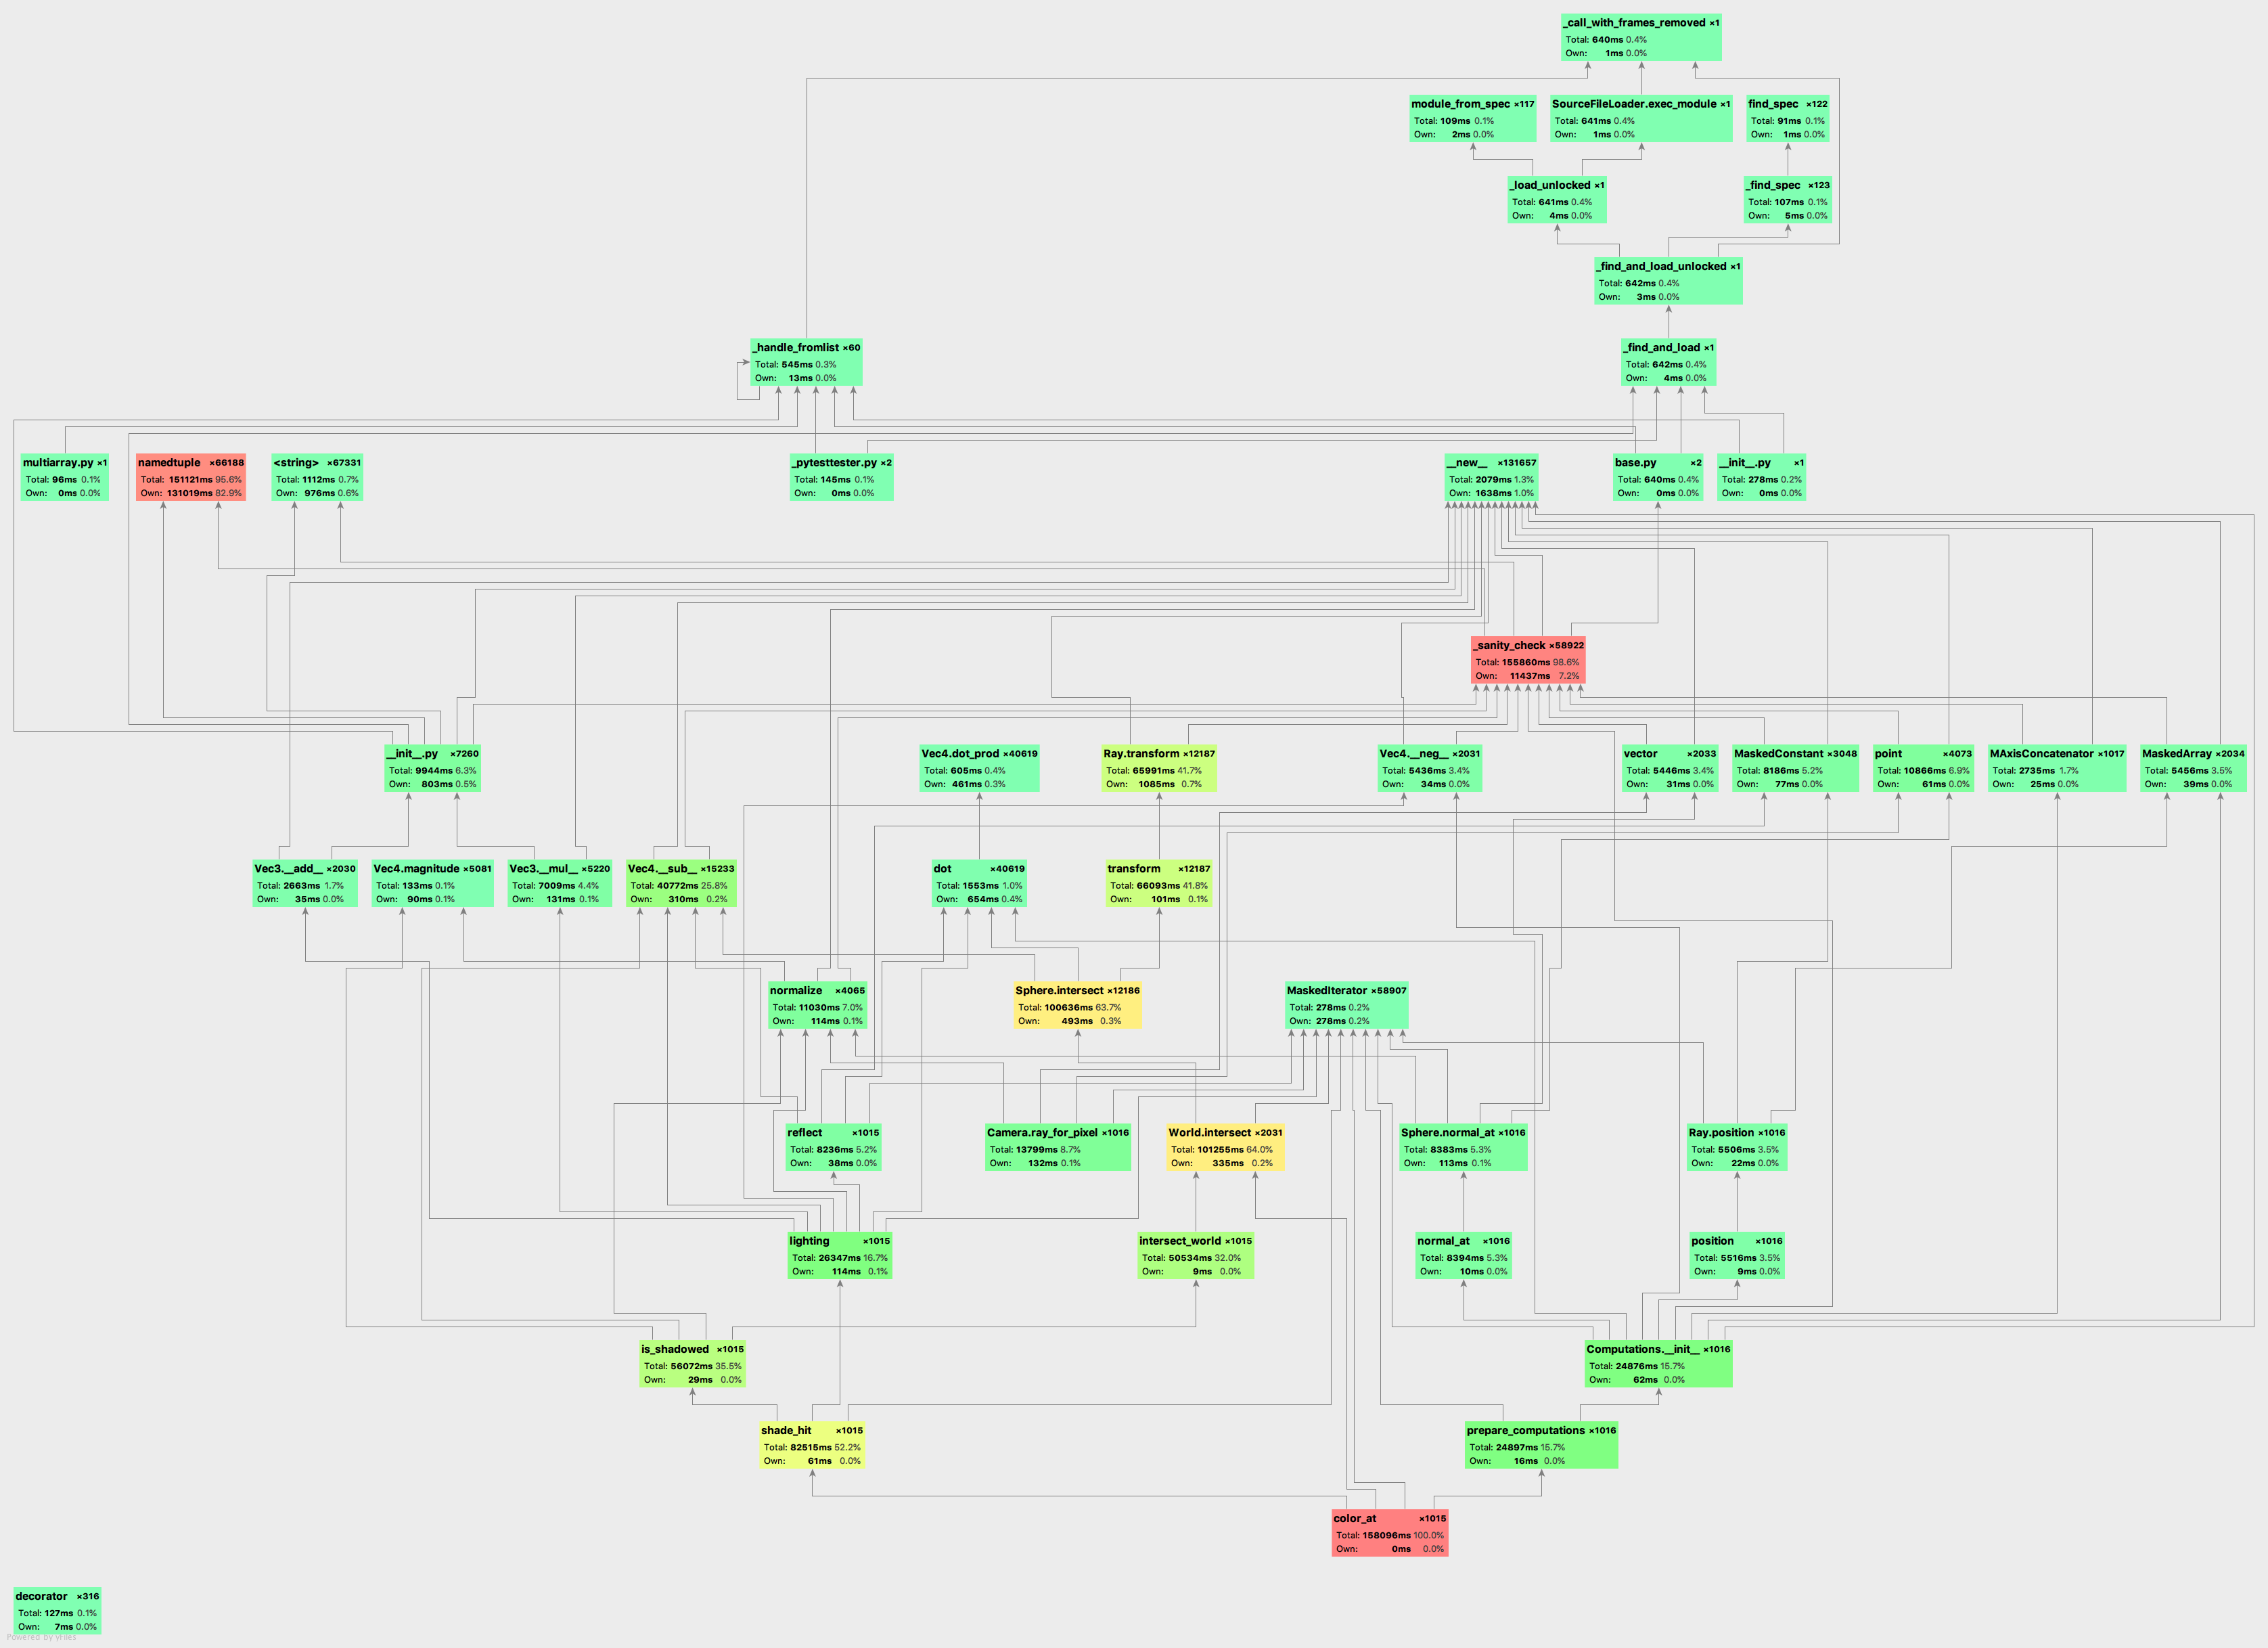 _call_with_frames_removed ×1
Total: 640ms 0.4%
Own: 1ms 0.0%
module_from_spec ×117
Total: 109ms 0.1%
Own: 2ms 0.0%
SourceFileLoader.exec_module ×1
Total: 641ms 0.4%
Own: 1ms 0.0%
find_spec ×122
Total: 91ms 0.1%
Own: 1ms 0.0%
_load_unlocked ×1
Total: 641ms 0.4%
Own: 4ms 0.0%
_find_spec ×123
Total: 107ms 0.1%
Own: 5ms 0.0%
_find_and_load_unlocked ×1
Total: 642ms 0.4%
Own: 3ms 0.0%
_handle_fromlist ×60
Total: 545ms 0.3%
Own: 13ms 0.0%
_find_and_load ×1
Total: 642ms 0.4%
Own: 4ms 0.0%
multiarray.py ×1
Total: 96ms 0.1%
Own: 0ms 0.0%
namedtuple ×66188
Total: 151121ms 95.6%
Own: 131019ms 82.9%
<string> ×67331
Total: 1112ms 0.7%
Own: 976ms 0.6%
_pytesttester.py ×2
Total: 145ms 0.1%
Own: 0ms 0.0%
__new__ ×131657
Total: 2079ms 1.3%
Own: 1638ms 1.0%
base.py ×2
Total: 640ms 0.4%
Own: 0ms 0.0%
__init__.py ×1
Total: 278ms 0.2%
Own: 0ms 0.0%
_sanity_check ×58922
Total: 155860ms 98.6%
Own: 11437ms 7.2%
__init__.py ×7260
Total: 9944ms 6.3%
Own: 803ms 0.5%
Vec4.dot_prod ×40619
Total: 605ms 0.4%
Own: 461ms 0.3%
Ray.transform ×12187
Total: 65991ms 41.7%
Own: 1085ms 0.7%
Vec4.__neg__ ×2031
Total: 5436ms 3.4%
Own: 34ms 0.0%
vector ×2033
Total: 5446ms 3.4%
Own: 31ms 0.0%
MaskedConstant ×3048
Total: 8186ms 5.2%
Own: 77ms 0.0%
point ×4073
Total: 10866ms 6.9%
Own: 61ms 0.0%
MAxisConcatenator ×1017
Total: 2735ms 1.7%
Own: 25ms 0.0%
MaskedArray ×2034
Total: 5456ms 3.5%
Own: 39ms 0.0%
Vec3.__add__ ×2030
Total: 2663ms 1.7%
Own: 35ms 0.0%
Vec4.magnitude ×5081
Total: 133ms 0.1%
Own: 90ms 0.1%
Vec3.__mul__ ×5220
Total: 7009ms 4.4%
Own: 131ms 0.1%
Vec4.__sub__ ×15233
Total: 40772ms 25.8%
Own: 310ms 0.2%
dot ×40619
Total: 1553ms 1.0%
Own: 654ms 0.4%
transform ×12187
Total: 66093ms 41.8%
Own: 101ms 0.1%
normalize ×4065
Total: 11030ms 7.0%
Own: 114ms 0.1%
Sphere.intersect ×12186
Total: 100636ms 63.7%
Own: 493ms 0.3%
MaskedIterator ×58907
Total: 278ms 0.2%
Own: 278ms 0.2%
reflect ×1015
Total: 8236ms 5.2%
Own: 38ms 0.0%
Camera.ray_for_pixel ×1016
Total: 13799ms 8.7%
Own: 132ms 0.1%
World.intersect ×2031
Total: 101255ms 64.0%
Own: 335ms 0.2%
Sphere.normal_at ×1016
Total: 8383ms 5.3%
Own: 113ms 0.1%
Ray.position ×1016
Total: 5506ms 3.5%
Own: 22ms 0.0%
lighting ×1015
Total: 26347ms 16.7%
Own: 114ms 0.1%
intersect_world ×1015
Total: 50534ms 32.0%
Own: 9ms 0.0%
normal_at ×1016
Total: 8394ms 5.3%
Own: 10ms 0.0%
position ×1016
Total: 5516ms 3.5%
Own: 9ms 0.0%
is_shadowed ×1015
Total: 56072ms 35.5%
Own: 29ms 0.0%
Computations.__init__ ×1016
Total: 24876ms 15.7%
Own: 62ms 0.0%
shade_hit ×1015
Total: 82515ms 52.2%
Own: 61ms 0.0%
prepare_computations ×1016
Total: 24897ms 15.7%
Own: 16ms 0.0%
color_at ×1015
Total: 158096ms 100.0%
Own: 0ms 0.0%
decorator ×316
Total: 127ms 0.1%
Own: 7ms 0.0%
Powered by yFiles